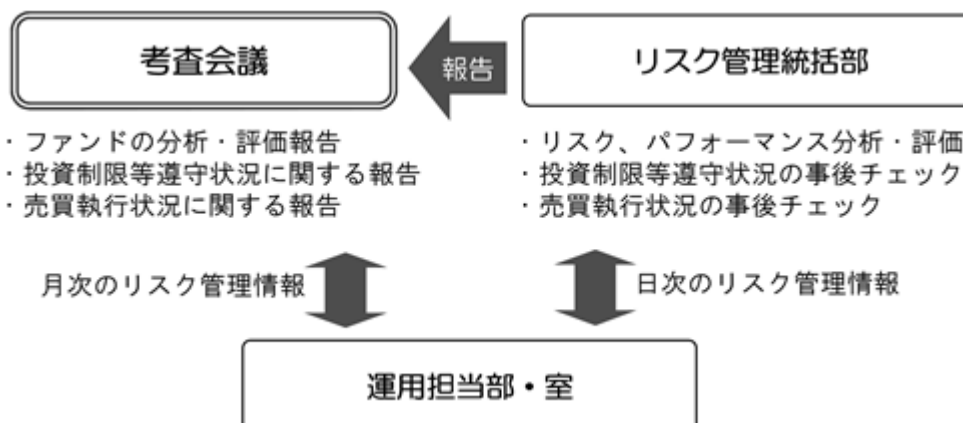 考査会議
報告
リスク管理統括部
・ファンドの分析・評価報告
・投資制限等遵守状況に関する報告
・売買執行状況に関する報告
・リスク、パフォーマンス分析・評価
・投資制限等遵守状況の事後チェック
・売買執行状況の事後チェック
月次のリスク管理情報
日次のリスク管理情報
運用担当部・室